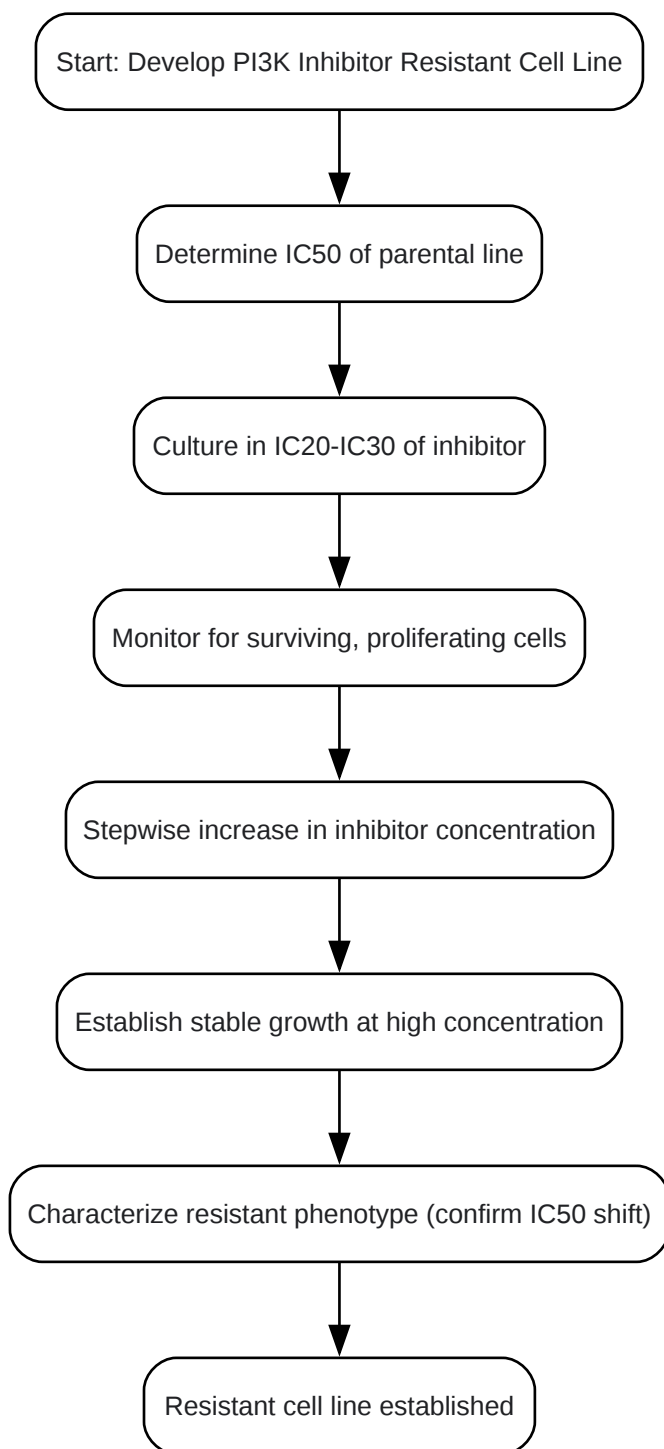 Start: Develop PI3K Inhibitor Resistant Cell Line
Determine IC50 of parental line
Culture in IC20-IC30 of inhibitor
Monitor for surviving, proliferating cells
Stepwise increase in inhibitor concentration
Establish stable growth at high concentration
Characterize resistant phenotype (confirm IC50 shift)
Resistant cell line established